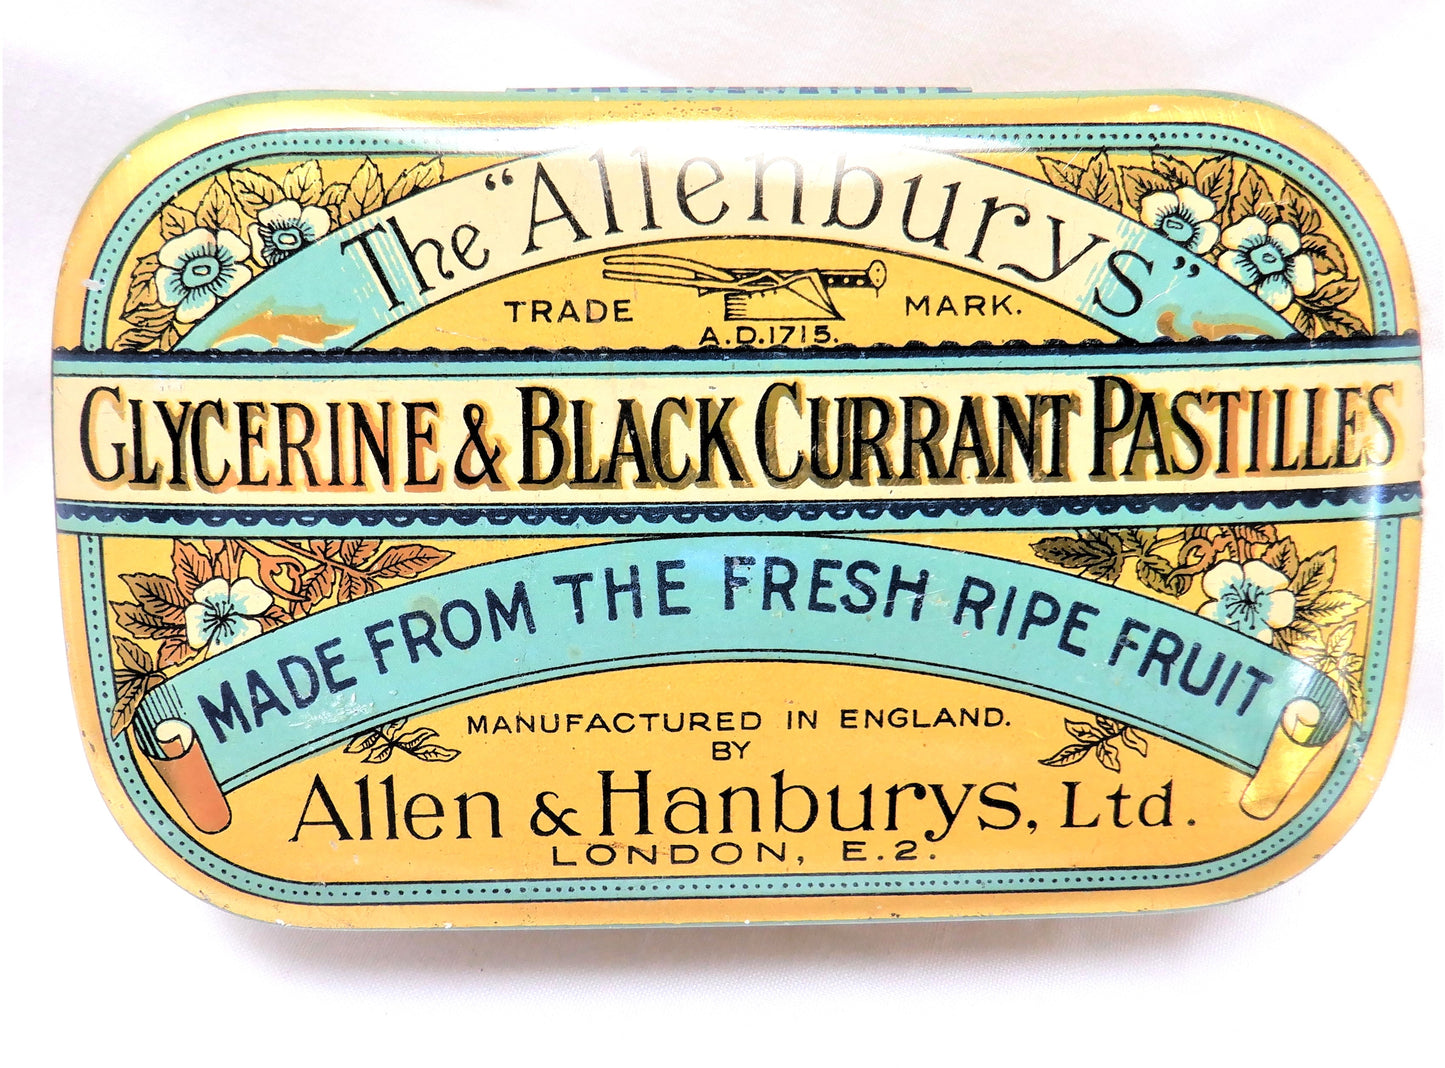 The "Allenburys"
TRADE MARK.
A.D.1715.
GLYCERINE & BLACK CURRANT PASTILLES
MADE FROM THE FRESH RIPE FRUIT
MANUFACTURED IN ENGLAND.
BY
Allen & Hanburys, Ltd.
LONDON, E.2.